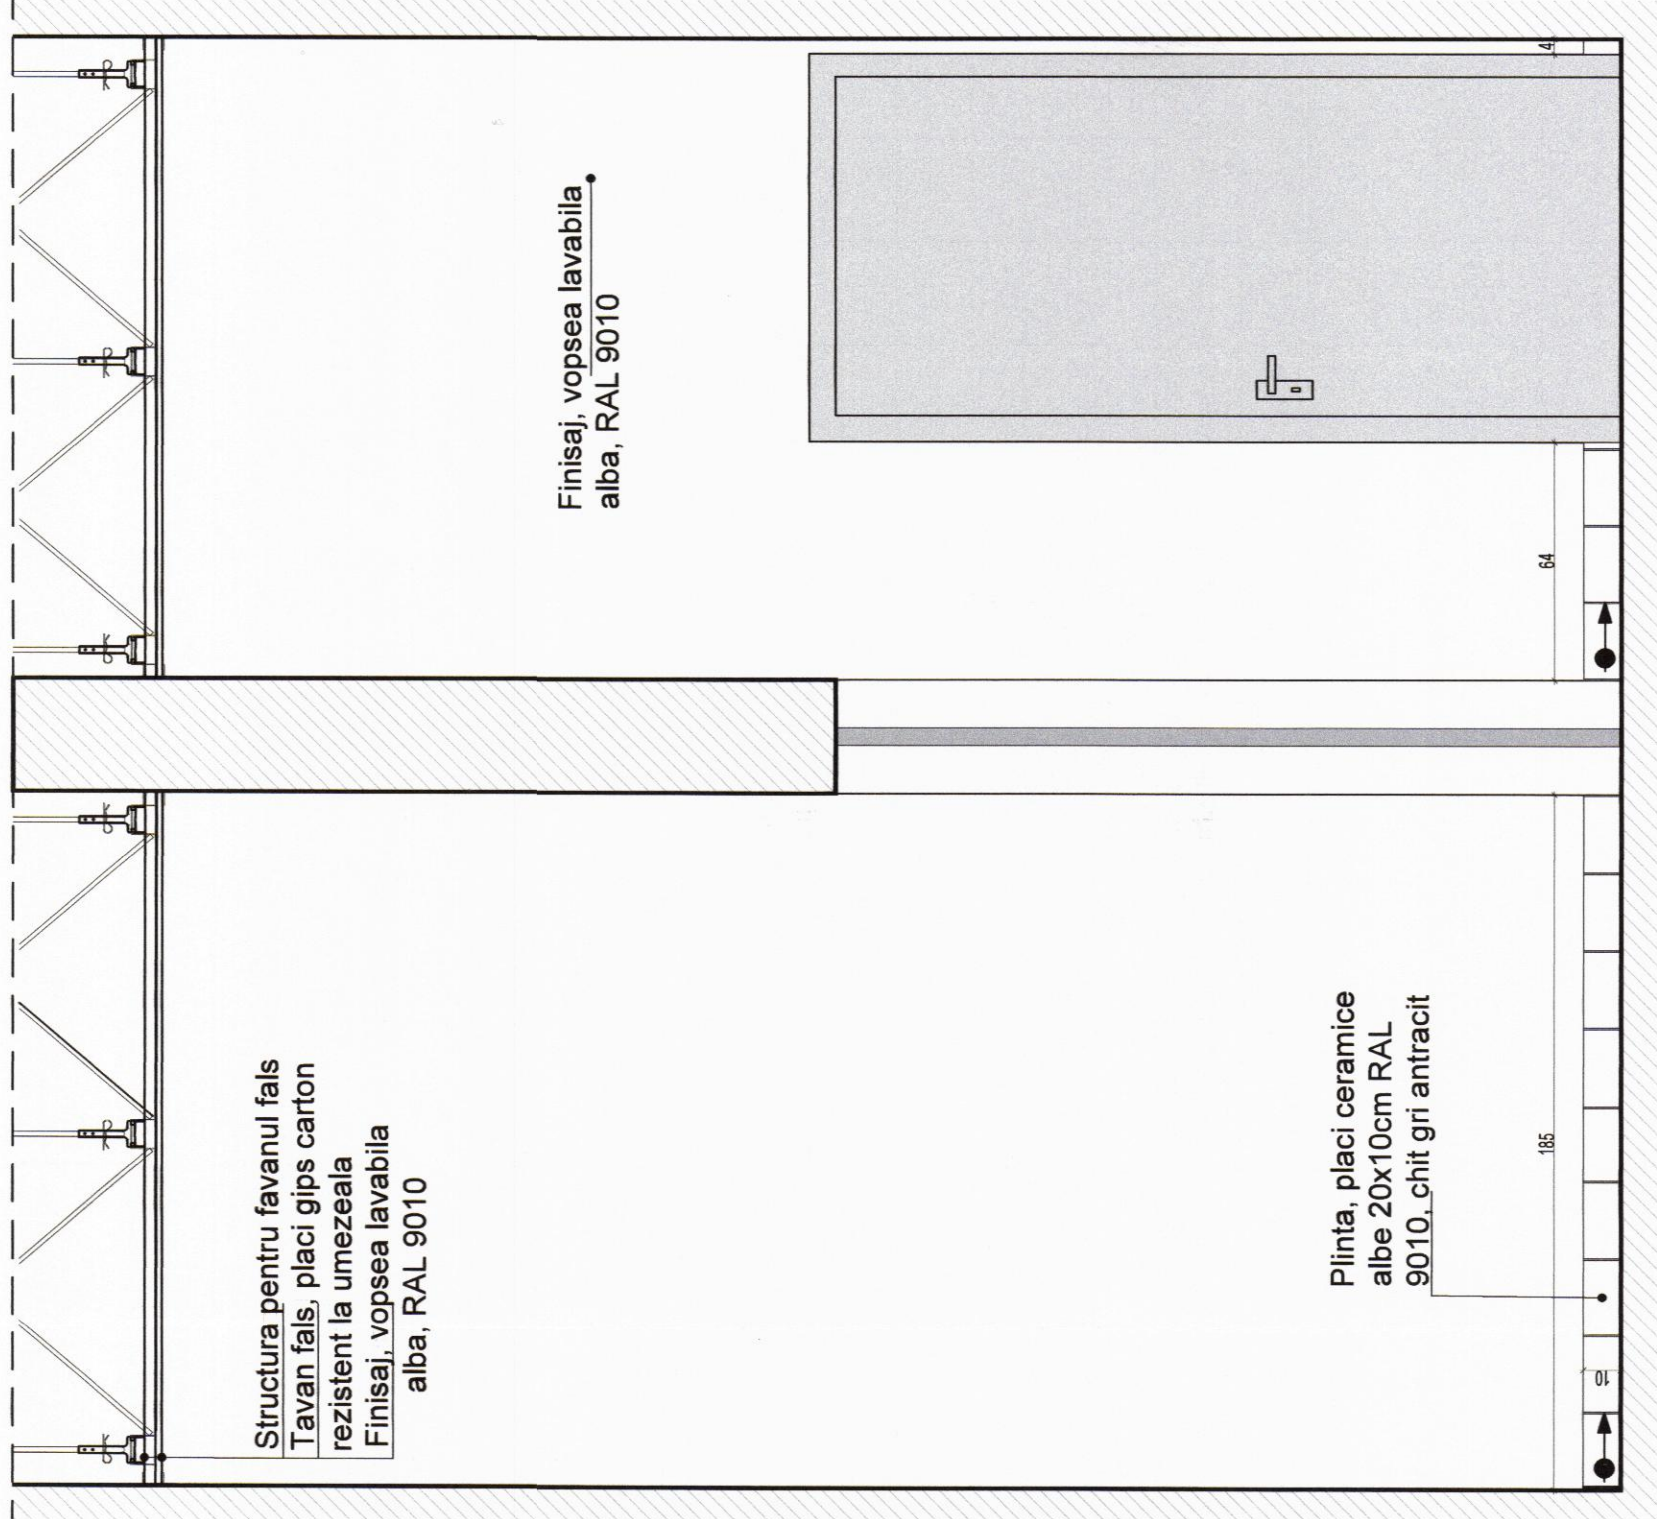 Structura pentru favanul fals
Tavan fals, placi gips carton
rezistent la umezeala
Finisaj, vopsea lavabila
alba, RAL 9010
Finisaj, vopsea lavabila
alba, RAL 9010
Plinta, placi ceramice
albe 20x10cm RAL
9010, chit gri antracit
185
64
4
10